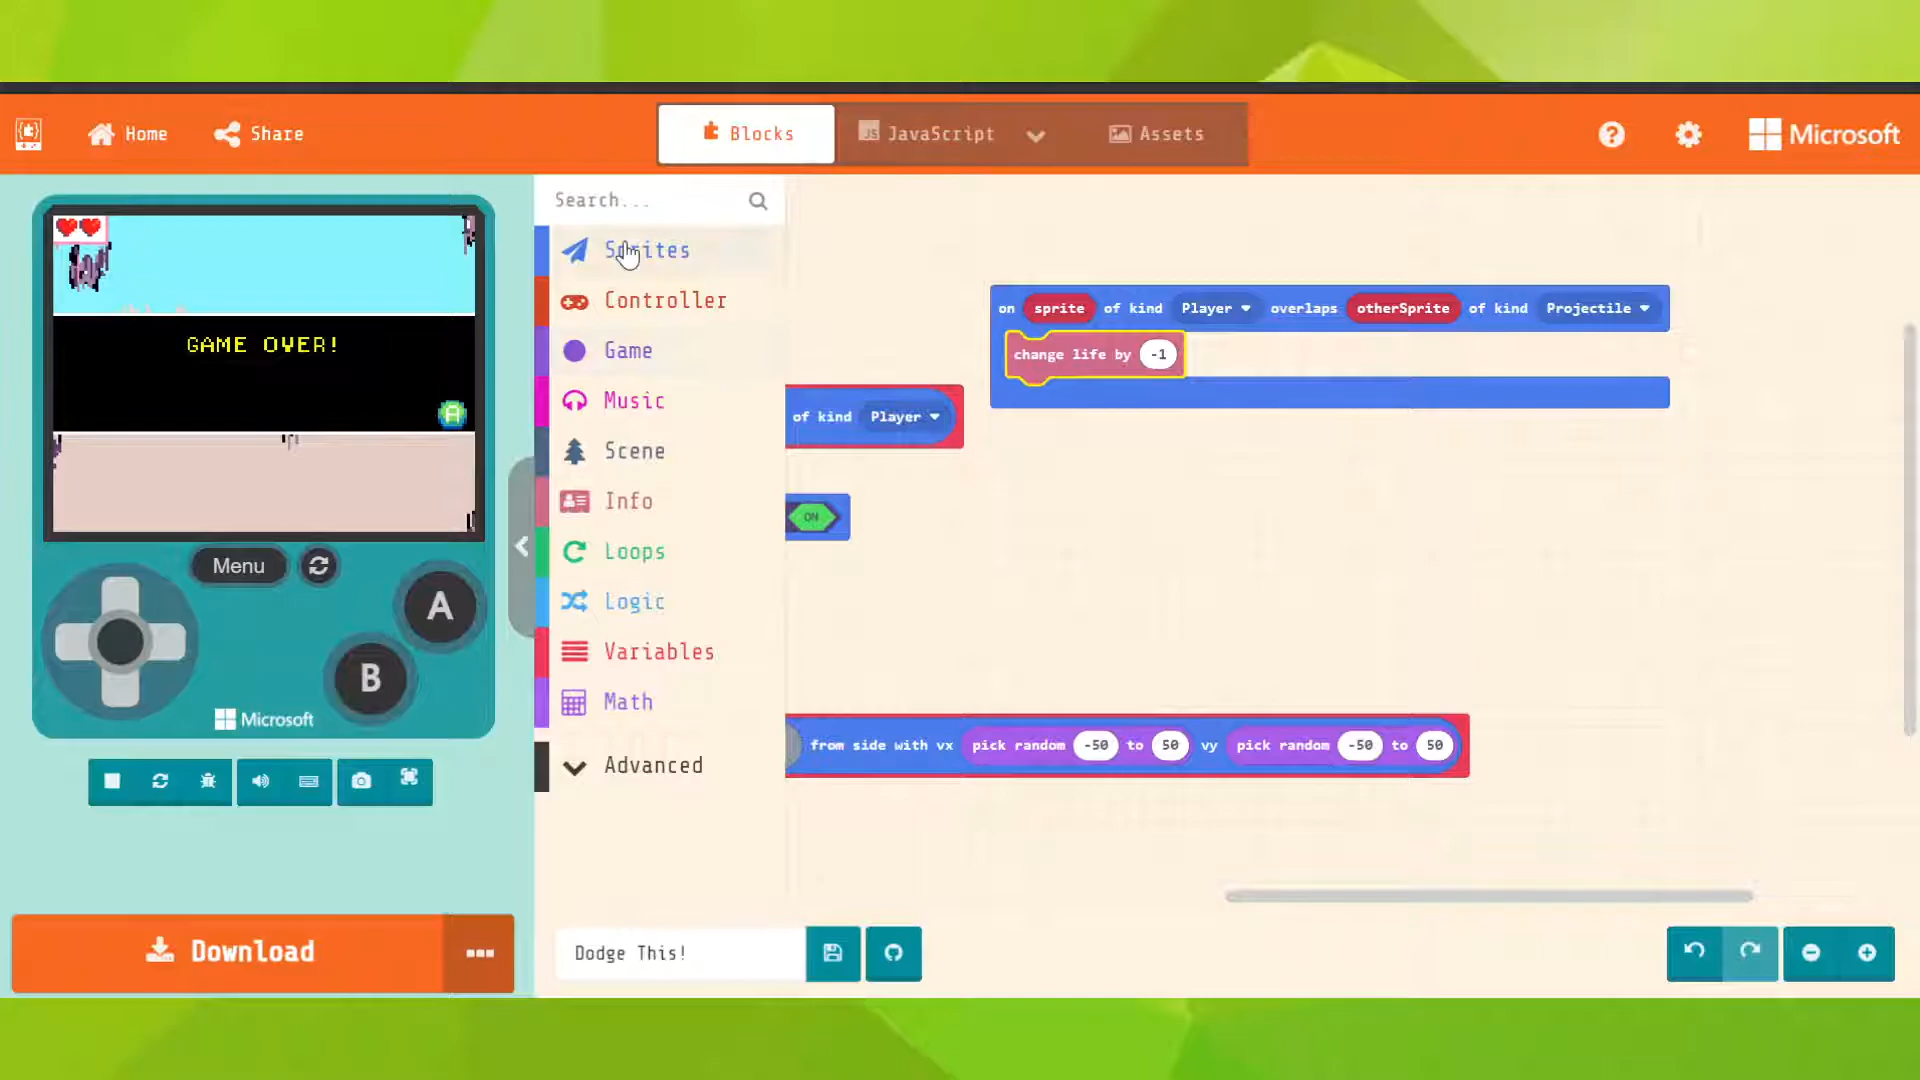 Home
Share
Blocks
JS JavaScript
Assets
Microsoft
GAME OVER!
A
Menu
A
B
Microsoft
Download
Search...
Sprites
Controller
Game
Music
Scene
Info
Loops
Logic
Variables
Math
Advanced
on sprite of kind Player overlaps otherSprite of kind Projectile
change life by -1
of kind Player
ON
from side with vx pick random -50 to 50 vy pick random -50 to 50
Dodge This!